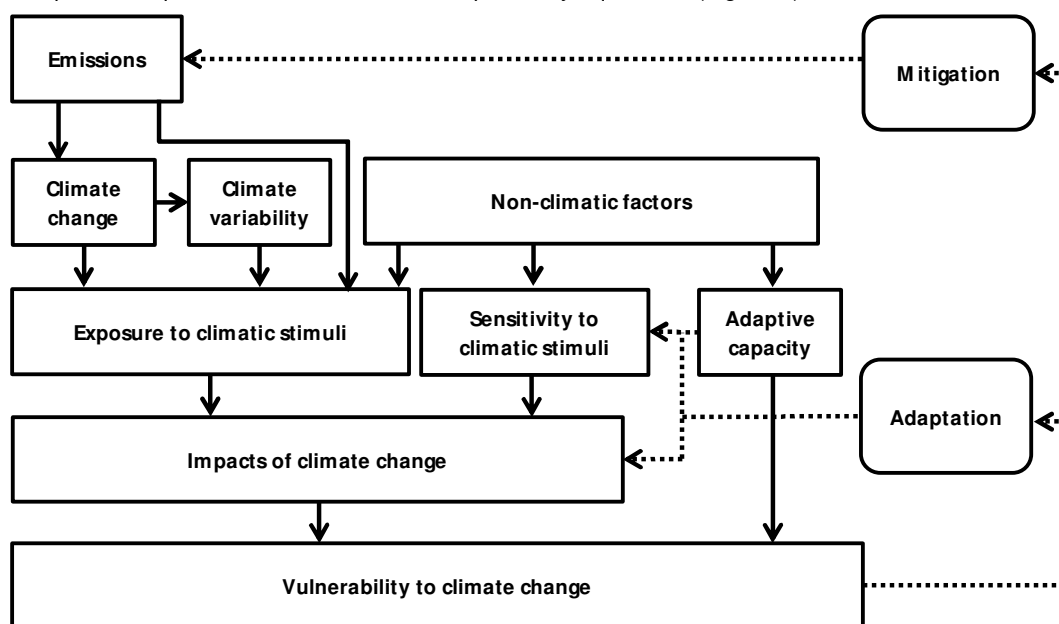 Emissions
Mitigation
Climate
change
Climate
variability
Non-climatic factors
Exposure to climatic stimuli
Sensitivity to
climatic stimuli
Adaptive
capacity
Adaptation
Impacts of climate change
Vulnerability to climate change